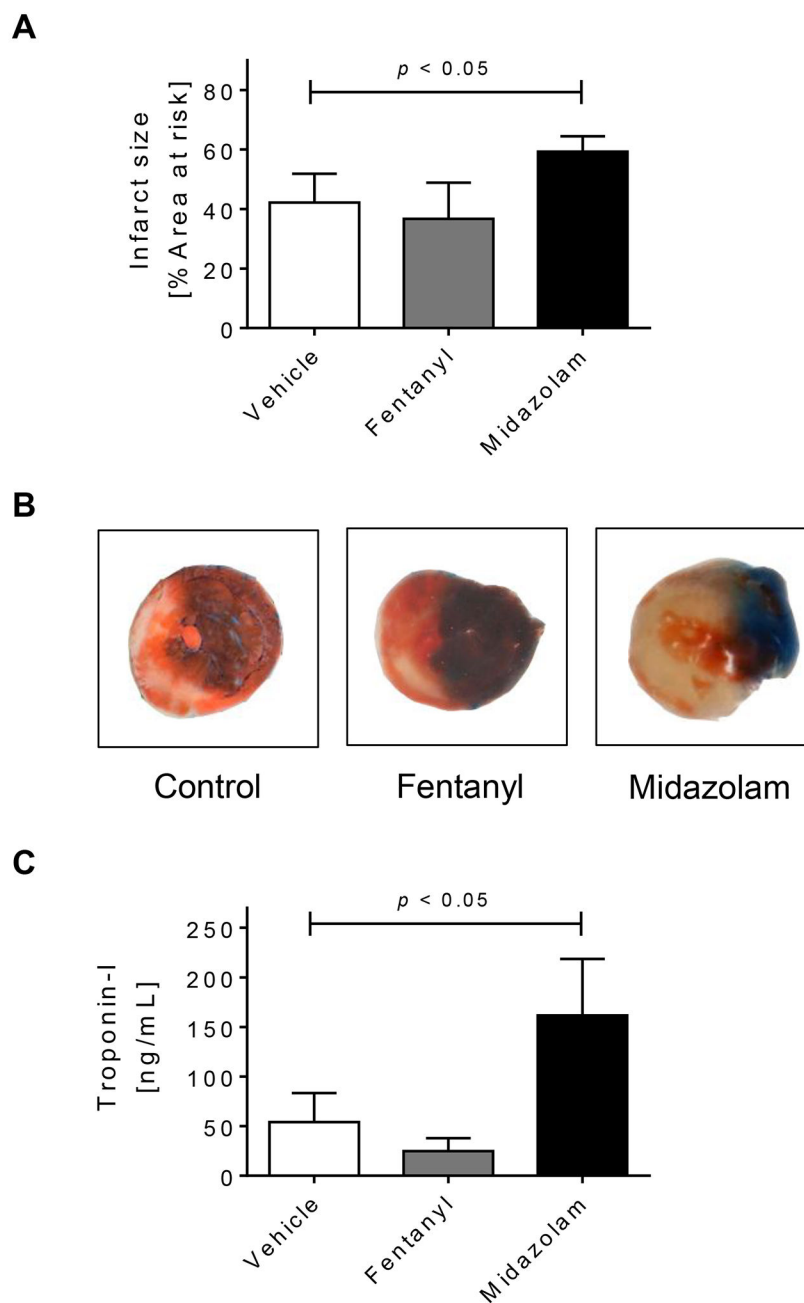 A
p < 0.05
Infarct size
[% Area at risk]
80
60
40
20
0
Vehicle
Fentanyl
Midazolam
B
Control
Fentanyl
Midazolam
C
p < 0.05
Troponin-I
[ng/mL]
250
200
150
100
50
0
Vehicle
Fentanyl
Midazolam